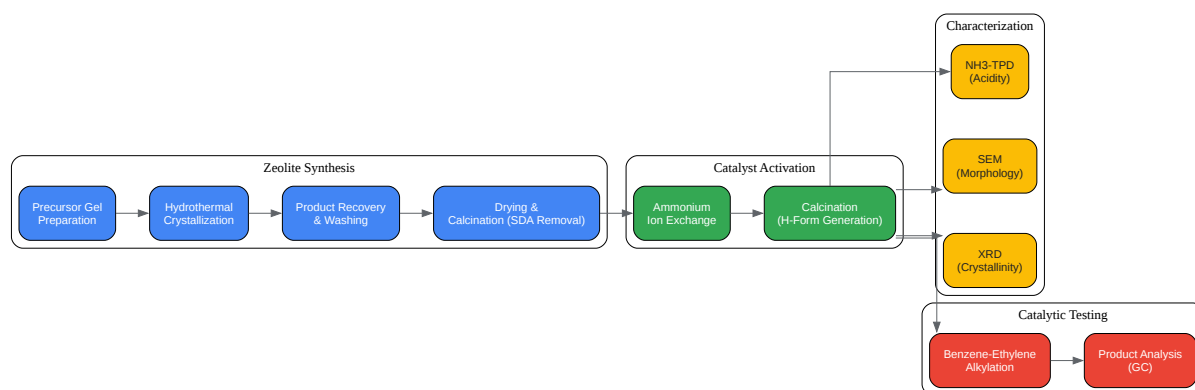 Characterization
NH3-TPD
(Acidity)
SEM
(Morphology)
XRD
(Crystallinity)
Zeolite Synthesis
Precursor Gel
Preparation
Hydrothermal
Crystallization
Product Recovery
& Washing
Drying &
Calcination (SDA Removal)
Catalyst Activation
Ammonium
Ion Exchange
Calcination
(H-Form Generation)
Catalytic Testing
Benzene-Ethylene
Alkylation
Product Analysis
(GC)